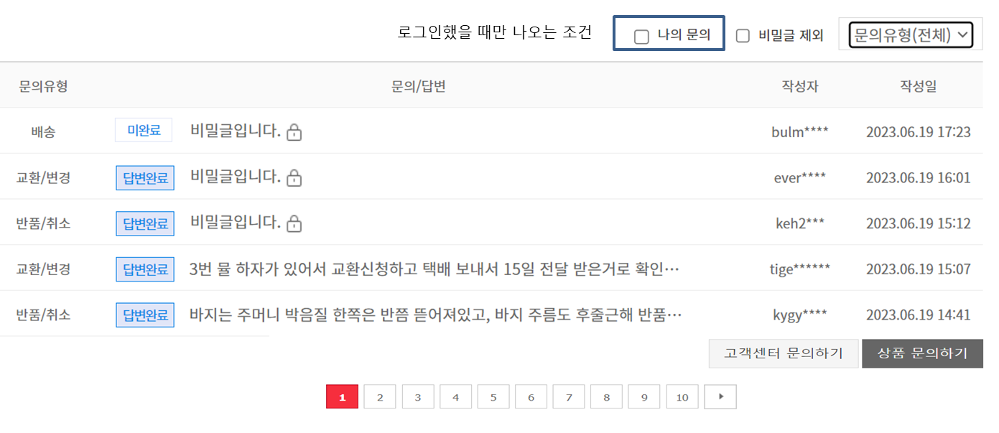 로그인했을 때만 나오는 조건 나의 문의 비밀글 제외 문의유형(전체)
문의유형 문의/답변 작성자 작성일
배송 미완료 비밀글입니다. bulm**** 2023.06.19 17:23
교환/변경 답변완료 비밀글입니다. ever**** 2023.06.19 16:01
반품/취소 답변완료 비밀글입니다. keh2*** 2023.06.19 15:12
교환/변경 답변완료 3번 뮬 하자가 있어서 교환신청하고 택배 보내서 15일 전달 받은거로 확인… tige****** 2023.06.19 15:07
반품/취소 답변완료 바지는 주머니 박음질 한쪽은 반쯤 뜯어져있고, 바지 주름도 후줄근해 반품… kygy**** 2023.06.19 14:41
고객센터 문의하기 상품 문의하기
1 2 3 4 5 6 7 8 9 10